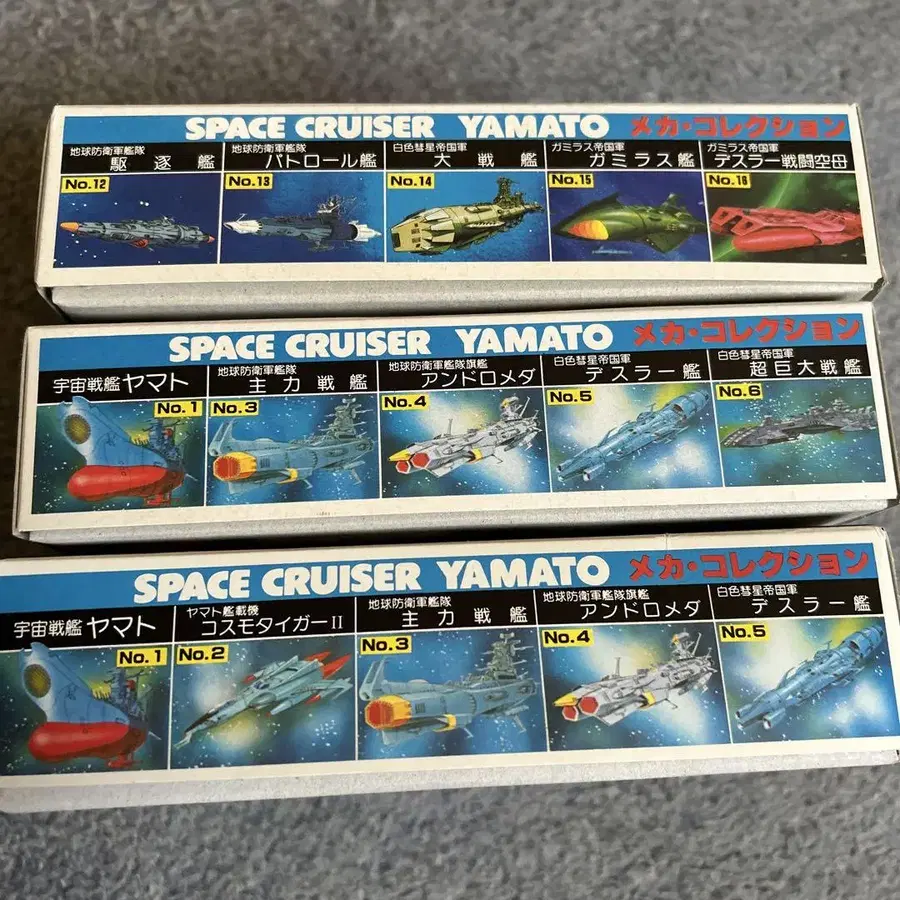 SPACE CRUISER YAMATO メカ・コレクション
地球防衛軍艦隊
駆逐艦
No.12
地球防衛軍艦隊
パトロール艦
No.13
白色彗星帝国軍
大戦艦
No.14
ガミラス帝国軍
ガミラス艦
No.15
ガミラス帝国軍
デスラー戦闘空母
No.16
SPACE CRUISER YAMATO メカ・コレクション
宇宙戦艦ヤマト
No.1
地球防衛軍艦隊
主力戦艦
No.3
地球防衛軍艦隊旗艦
アンドロメダ
No.4
白色彗星帝国軍
デスラー艦
No.5
白色彗星帝国軍
超巨大戦艦
No.6
SPACE CRUISER YAMATO メカ・コレクション
宇宙戦艦ヤマト
No.1
ヤマト艦載機
コスモタイガーII
No.2
地球防衛軍艦隊
主力戦艦
No.3
地球防衛軍艦隊旗艦
アンドロメダ
No.4
白色彗星帝国軍
デスラー艦
No.5